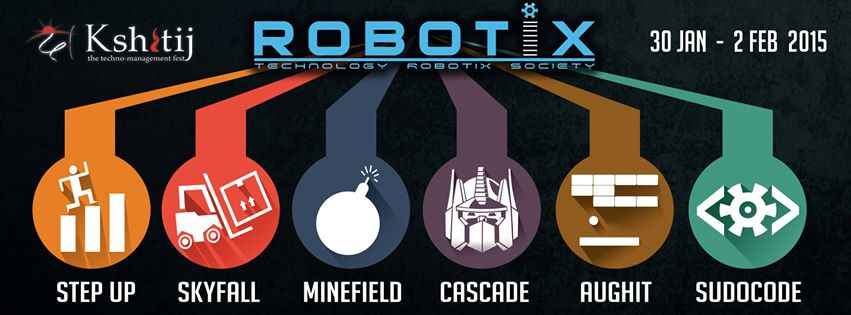 Kshitij
the techno-management fest
ROBOTIX
TECHNOLOGY ROBOTIX SOCIETY
30 JAN - 2 FEB 2015
STEP UP
SKYFALL
MINEFIELD
CASCADE
AUGHIT
SUDOCODE